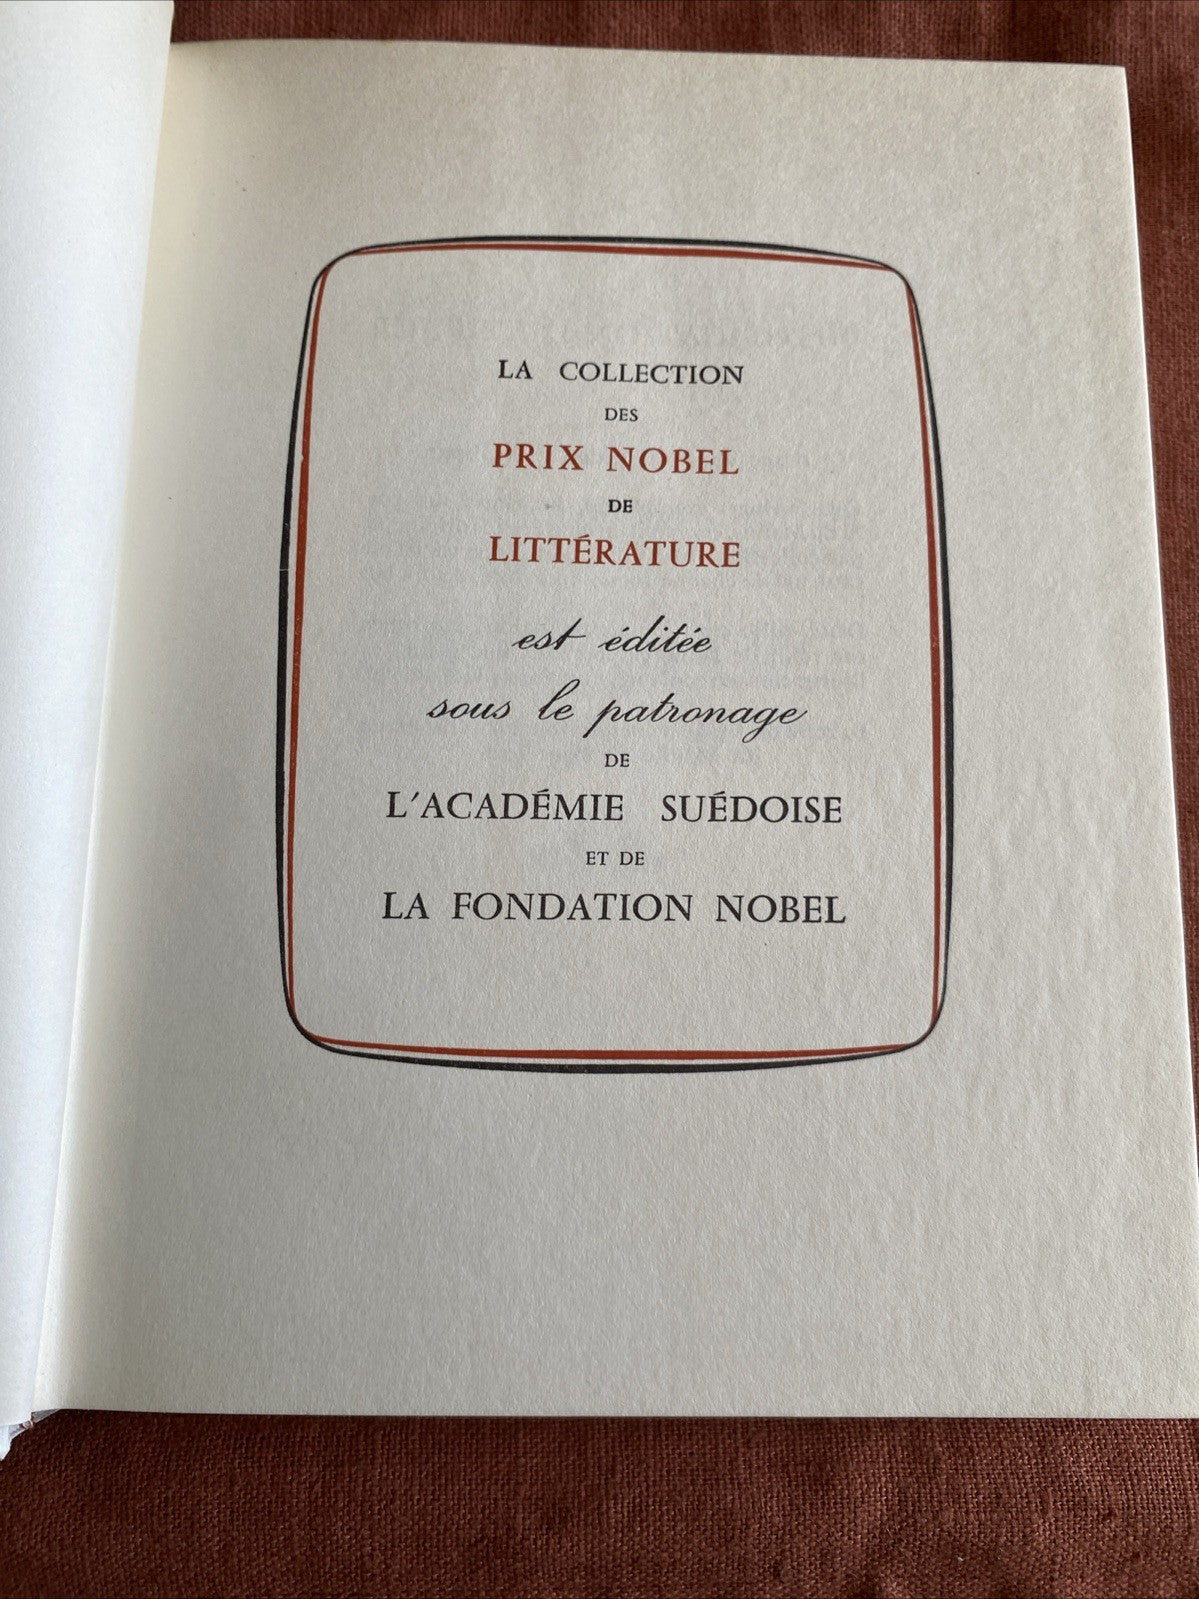 LA COLLECTION
DES
PRIX NOBEL
DE
LITTÉRATURE
est éditée
sous le patronage
DE
L'ACADÉMIE SUÉDOISE
ET DE
LA FONDATION NOBEL